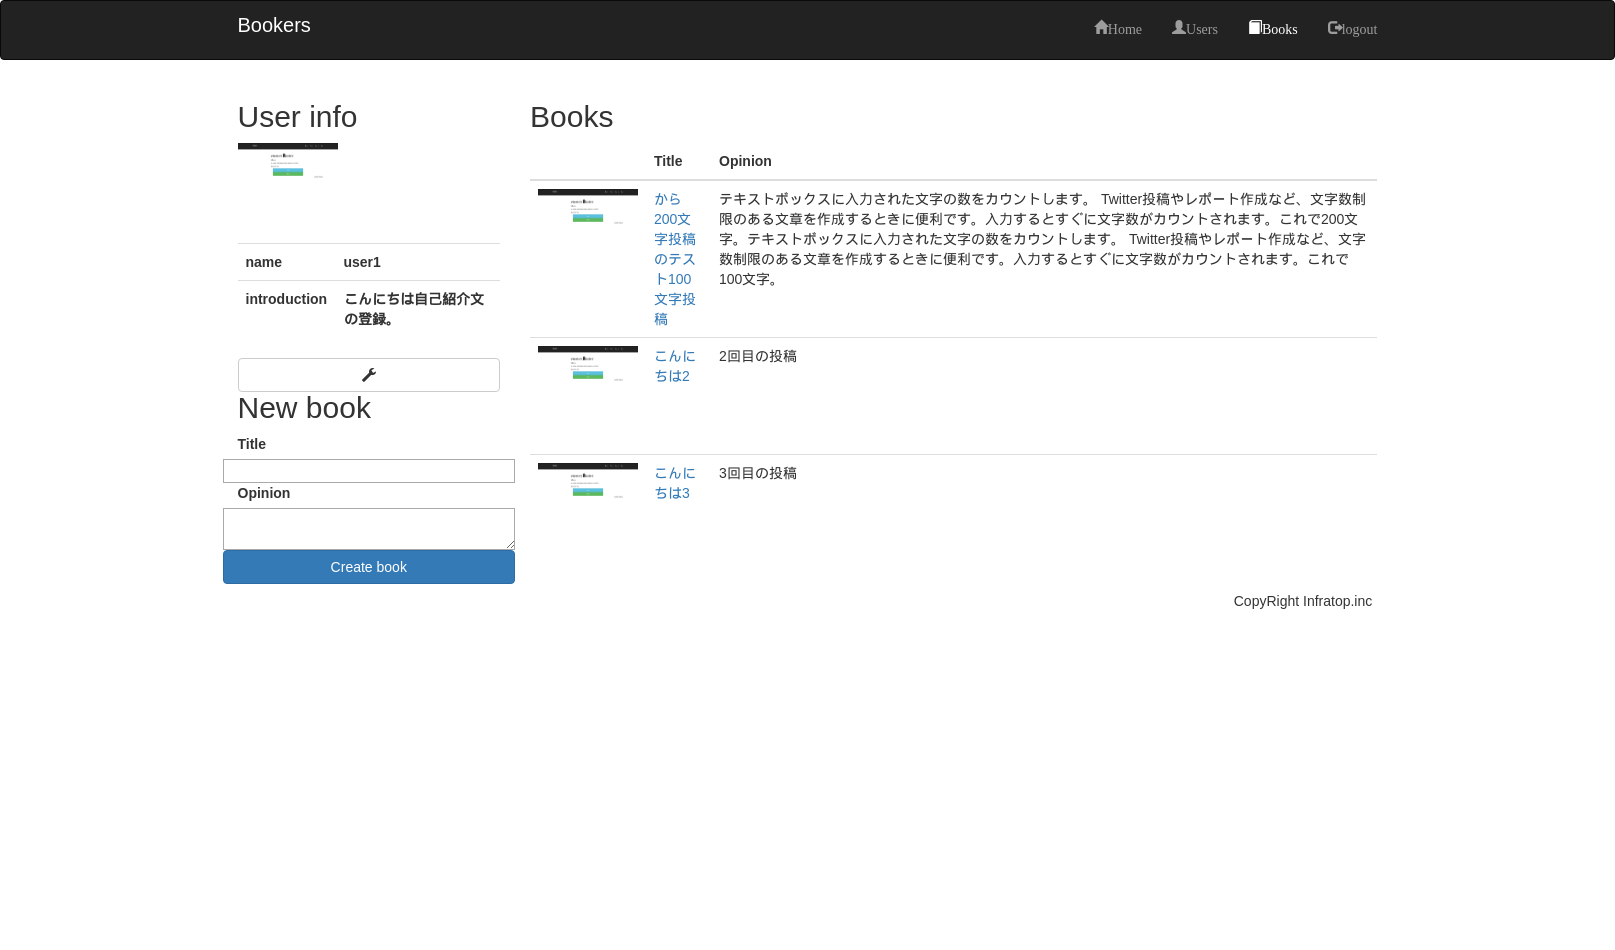 Bookers
Home
Users
Books
logout
User info
name
user1
introduction
こんにちは自己紹介文
の登録。
New book
Title
Opinion
Create book
Books
Title
Opinion
から
200文
字投稿
のテス
ト100
文字投
稿
テキストボックスに入力された文字の数をカウントします。 Twitter投稿やレポート作成など、文字数制
限のある文章を作成するときに便利です。入力するとすぐに文字数がカウントされます。これで200文
字。テキストボックスに入力された文字の数をカウントします。 Twitter投稿やレポート作成など、文字
数制限のある文章を作成するときに便利です。入力するとすぐに文字数がカウントされます。これで
100文字。
こんに
ちは2
2回目の投稿
こんに
ちは3
3回目の投稿
CopyRight Infratop.inc